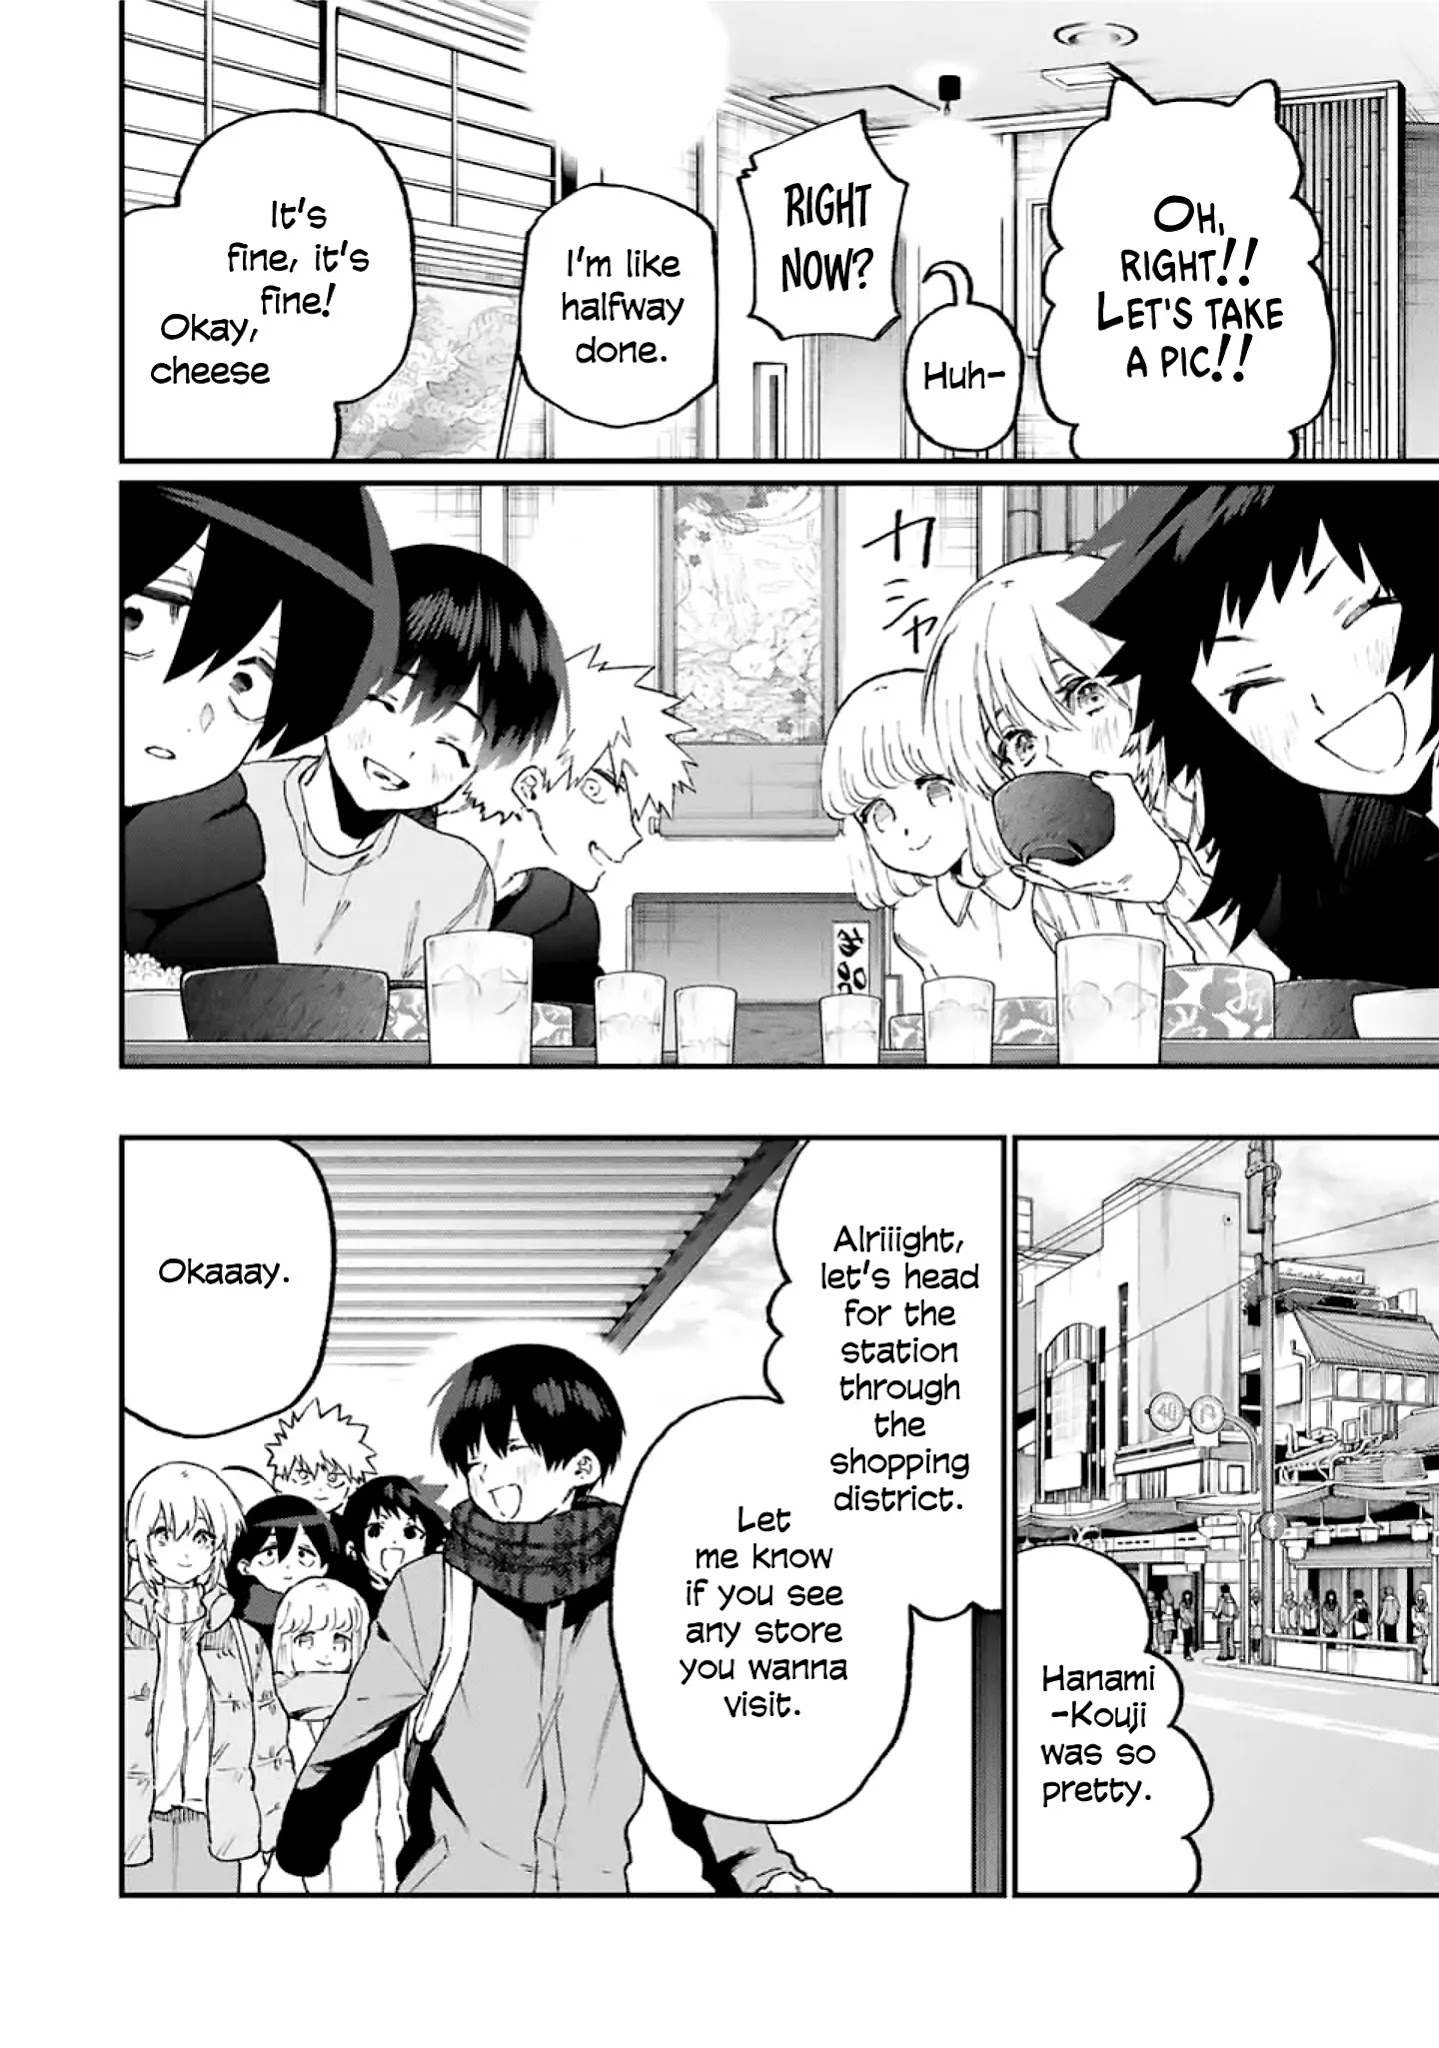 OH,
RIGHT!!
LET'S TAKE
A PIC!!
Huh-
RIGHT
NOW?
I'm like
halfway
done.
It's
fine, it's
fine!
Okay,
cheese
カシャ
Hanami
-Kouji
was so
pretty.
40
Alriiight,
let's head
for the
station
through
the
shopping
district.
Let
me know
if you see
any store
you wanna
visit.
Okaaay.